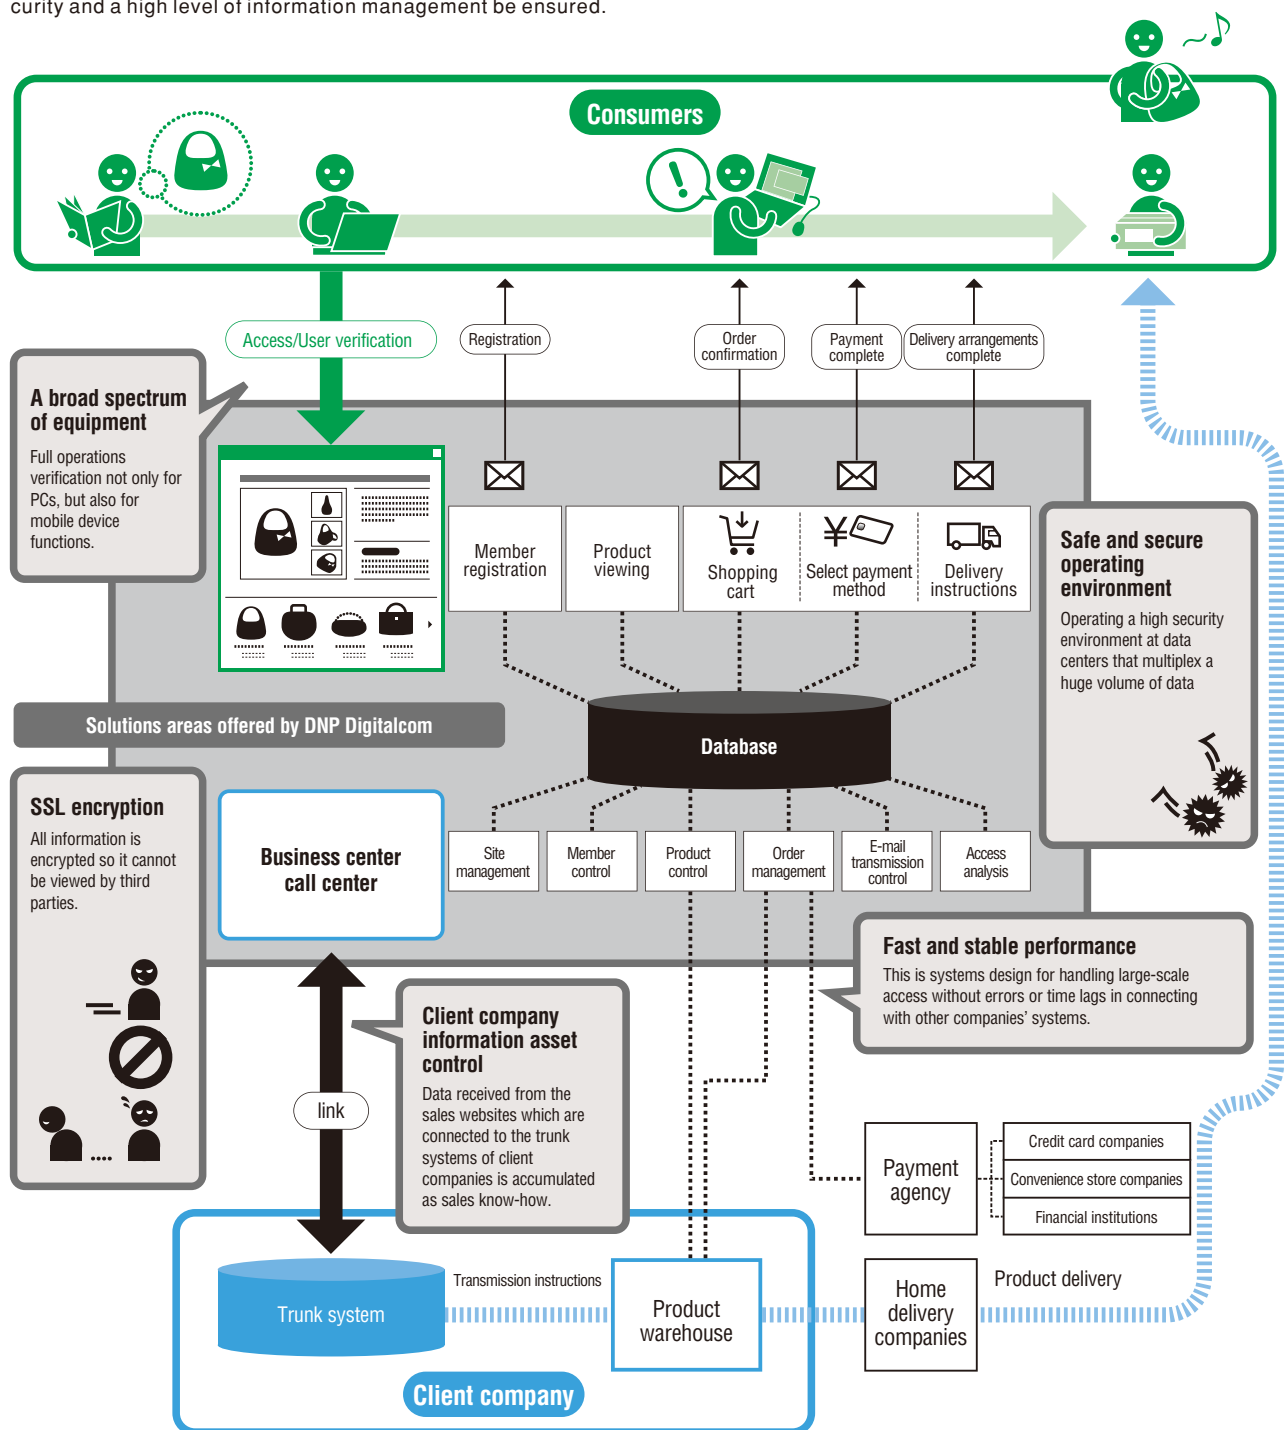 curity and a high level of information management be ensured.
Consumers
Access/User verification
Registration
Order
confirmation
Payment
complete
Delivery arrangements
complete
A broad spectrum
of equipment
Full operations
verification not only for
PCs, but also for
mobile device
functions.
Member
registration
Product
viewing
Shopping
cart
¥
Select payment
method
Delivery
instructions
Safe and secure
operating
environment
Operating a high security
environment at data
centers that multiplex a
huge volume of data
Solutions areas offered by DNP Digitalcom
Database
SSL encryption
All information is
encrypted so it cannot
be viewed by third
parties.
Business center
call center
Site
management
Member
control
Product
control
Order
management
E-mail
transmission
control
Access
analysis
Fast and stable performance
This is systems design for handling large-scale
access without errors or time lags in connecting
with other companies' systems.
Client company
information asset
control
Data received from the
sales websites which are
connected to the trunk
systems of client
companies is accumulated
as sales know-how.
link
Payment
agency
Credit card companies
Convenience store companies
Financial institutions
Trunk system
Transmission instructions
Product
warehouse
Home
delivery
companies
Product delivery
Client company